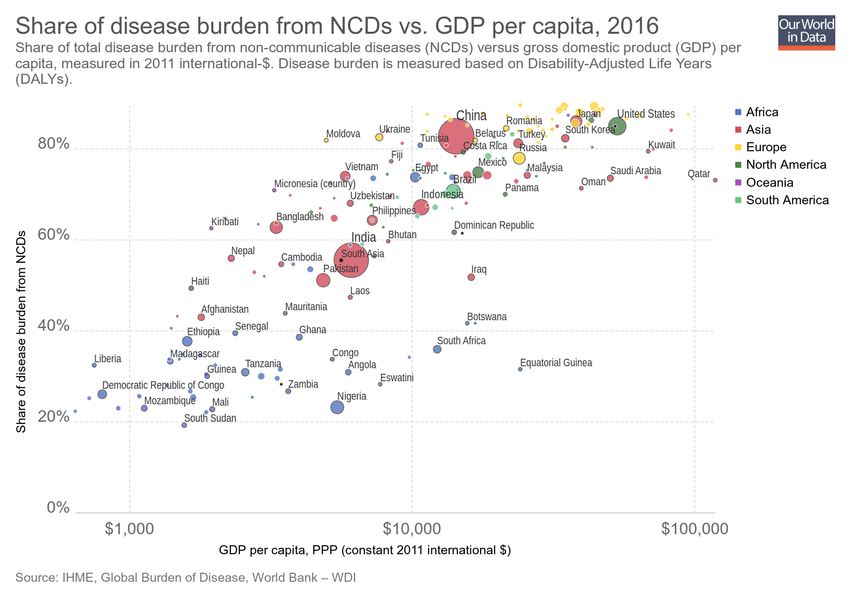 Share of disease burden from NCDs vs. GDP per capita, 2016
Our World
in Data
Share of total disease burden from non-communicable diseases (NCDs) versus gross domestic product (GDP) per
capita, measured in 2011 international-$. Disease burden is measured based on Disability-Adjusted Life Years
(DALYs).
China
Japan
United States
Africa
Romania
Ukraine
Moldova
Tunisia
Belarus
Turkey
South Korea
Asia
80%
Costa Rica
Russia
Kuwait
Europe
Fiji
Mexico
North America
Vietnam
Egypt
Malaysia
Saudi Arabia
Qatar
Oceania
Micronesia (country)
Brazil
Oman
Panama
South America
Uzbekistan
Indonesia
Philippines
Bangladesh
Kiribati
Dominican Republic
60%
India
Bhutan
Nepal
Cambodia
South Asia
Pakistan
Iraq
Haiti
Laos
Afghanistan
Mauritania
Botswana
40%
Ethiopia
Senegal
Ghana
South Africa
Liberia
Madagascar
Congo
Equatorial Guinea
Guinea
Tanzania
Angola
Democratic Republic of Congo
Zambia
Eswatini
Mozambique
Mali
Nigeria
South Sudan
20%
0%
$1,000
$10,000
$100,000
Share of disease burden from NCDs
GDP per capita, PPP (constant 2011 international $)
Source: IHME, Global Burden of Disease, World Bank – WDI